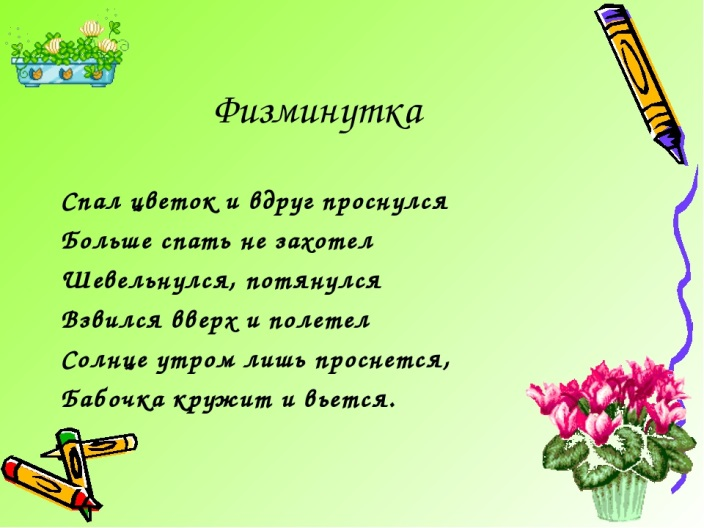 Физминутка
Спал цветок и вдруг проснулся
Больше спать не захотел
Шевельнулся, потянулся
Взвился вверх и полетел
Солнце утром лишь проснется,
Бабочка кружит и вьется.